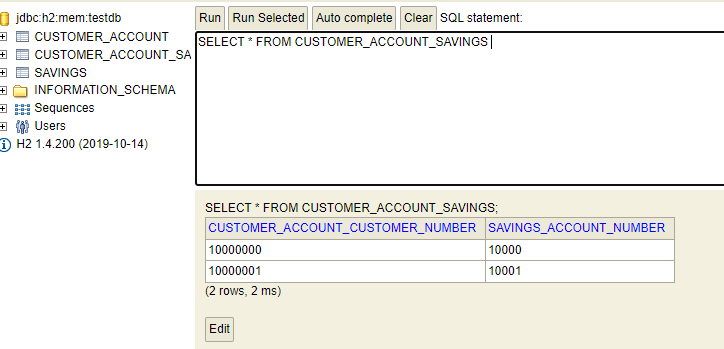 jdbc:h2:mem:testdb
CUSTOMER_ACCOUNT
CUSTOMER_ACCOUNT_SA
SAVINGS
INFORMATION_SCHEMA
Sequences
Users
H2 1.4.200 (2019-10-14)
Run Run Selected Auto complete Clear SQL statement:
SELECT * FROM CUSTOMER_ACCOUNT_SAVINGS
SELECT * FROM CUSTOMER_ACCOUNT_SAVINGS;
CUSTOMER_ACCOUNT_CUSTOMER_NUMBER SAVINGS_ACCOUNT_NUMBER
10000000 10000
10000001 10001
(2 rows, 2 ms)
Edit